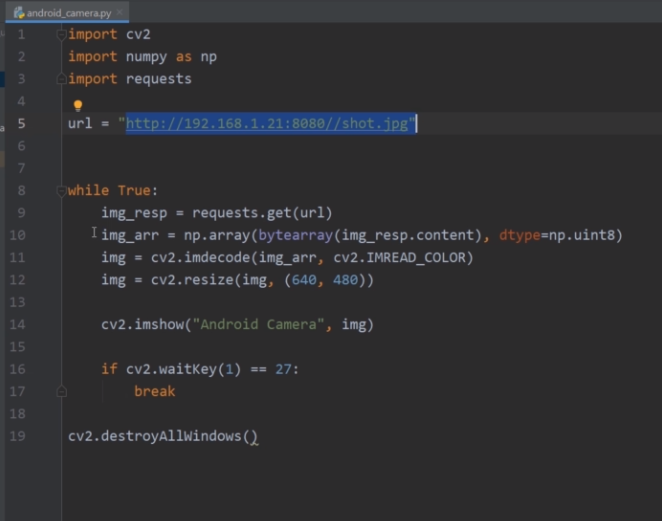 android_camera.py
1 import cv2
2 import numpy as np
3 import requests
4
5 url = "http://192.168.1.21:8080//shot.jpg"
6
7
8 while True:
9     img_resp = requests.get(url)
10     img_arr = np.array(bytearray(img_resp.content), dtype=np.uint8)
11     img = cv2.imdecode(img_arr, cv2.IMREAD_COLOR)
12     img = cv2.resize(img, (640, 480))
13
14     cv2.imshow("Android Camera", img)
15
16     if cv2.waitKey(1) == 27:
17         break
18
19 cv2.destroyAllWindows()